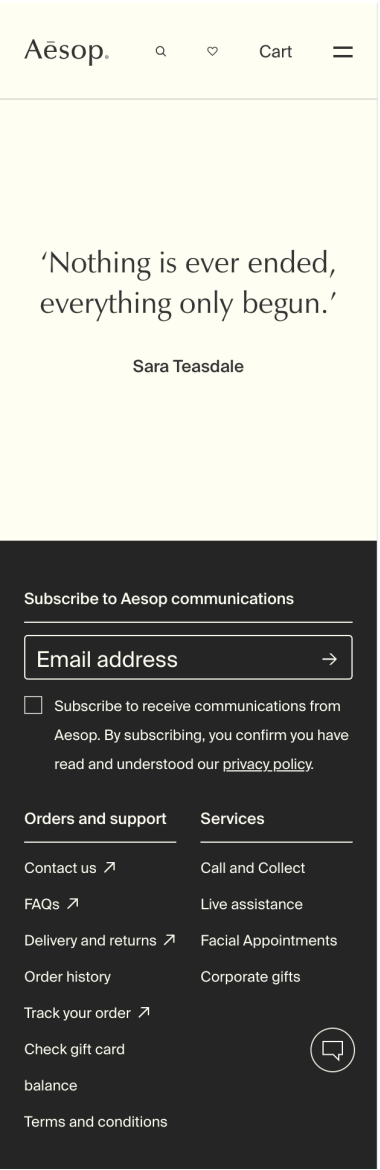 Aēsop.
Cart
‘Nothing is ever ended,
everything only begun.’
Sara Teasdale
Subscribe to Aesop communications
Email address
Subscribe to receive communications from
Aesop. By subscribing, you confirm you have
read and understood our privacy policy.
Orders and support
Contact us
FAQs
Delivery and returns
Order history
Track your order
Check gift card
balance
Terms and conditions
Services
Call and Collect
Live assistance
Facial Appointments
Corporate gifts